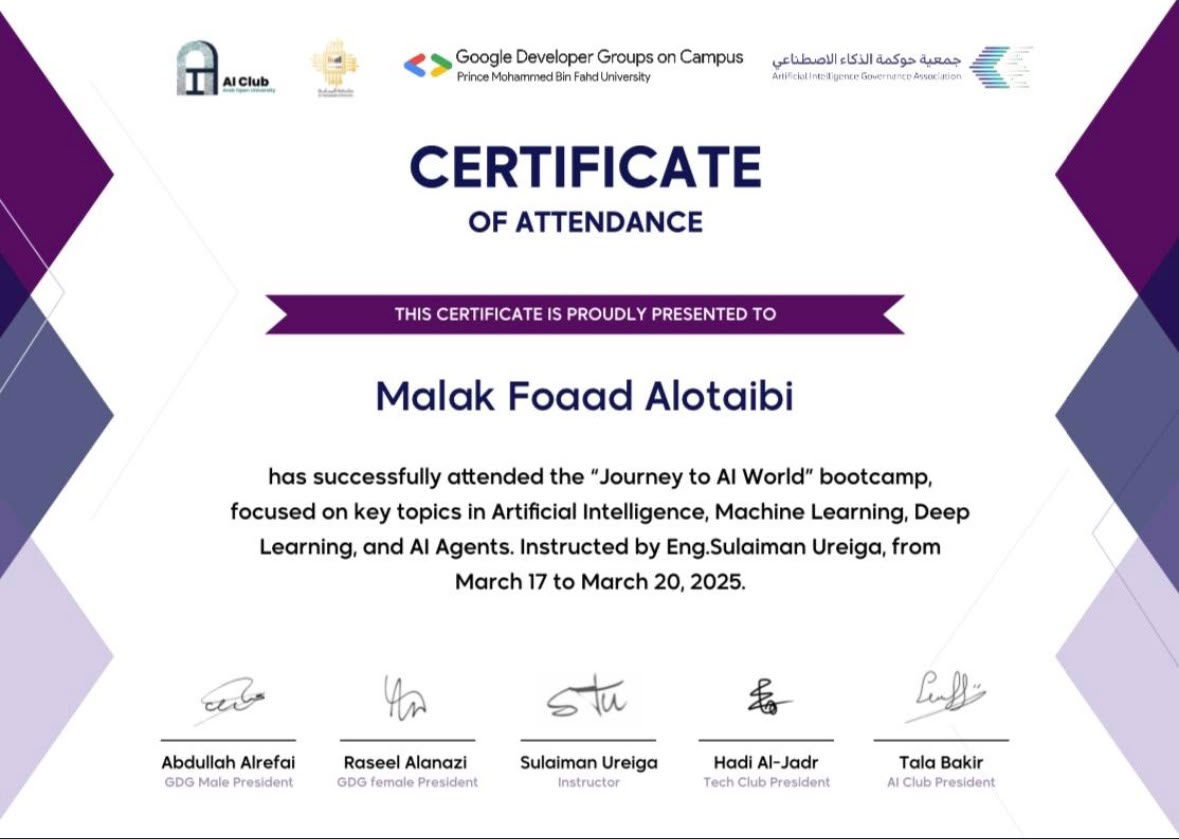 AI Club
Arab Open University
Google Developer Groups on Campus
Prince Mohammed Bin Fahd University
جمعية حوكمة الذكاء الاصطناعي
Artificial Intelligence Governance Association
CERTIFICATE
OF ATTENDANCE
THIS CERTIFICATE IS PROUDLY PRESENTED TO
Malak Foaad Alotaibi
has successfully attended the “Journey to AI World” bootcamp,
focused on key topics in Artificial Intelligence, Machine Learning, Deep
Learning, and AI Agents. Instructed by Eng.Sulaiman Ureiga, from
March 17 to March 20, 2025.
Abdullah Alrefai
GDG Male President
Raseel Alanazi
GDG female President
Sulaiman Ureiga
Instructor
Hadi Al-Jadr
Tech Club President
Tala Bakir
AI Club President